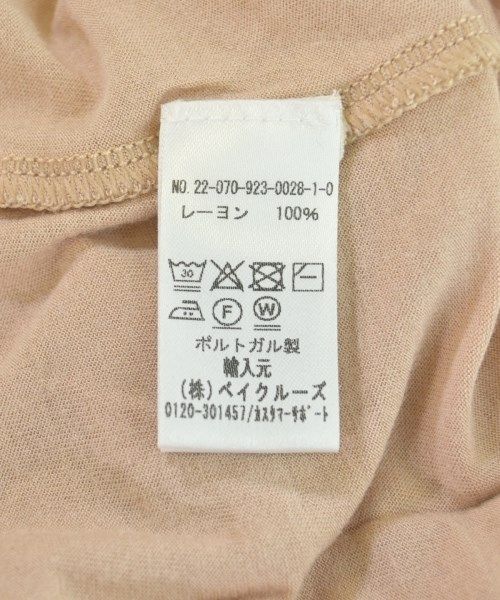 NO. 22-070-923-0028-1-0
レーヨン 100%
30
F W
ポルトガル製
輸入元
(株)ベイクルーズ
0120-301457/カスタマーサポート